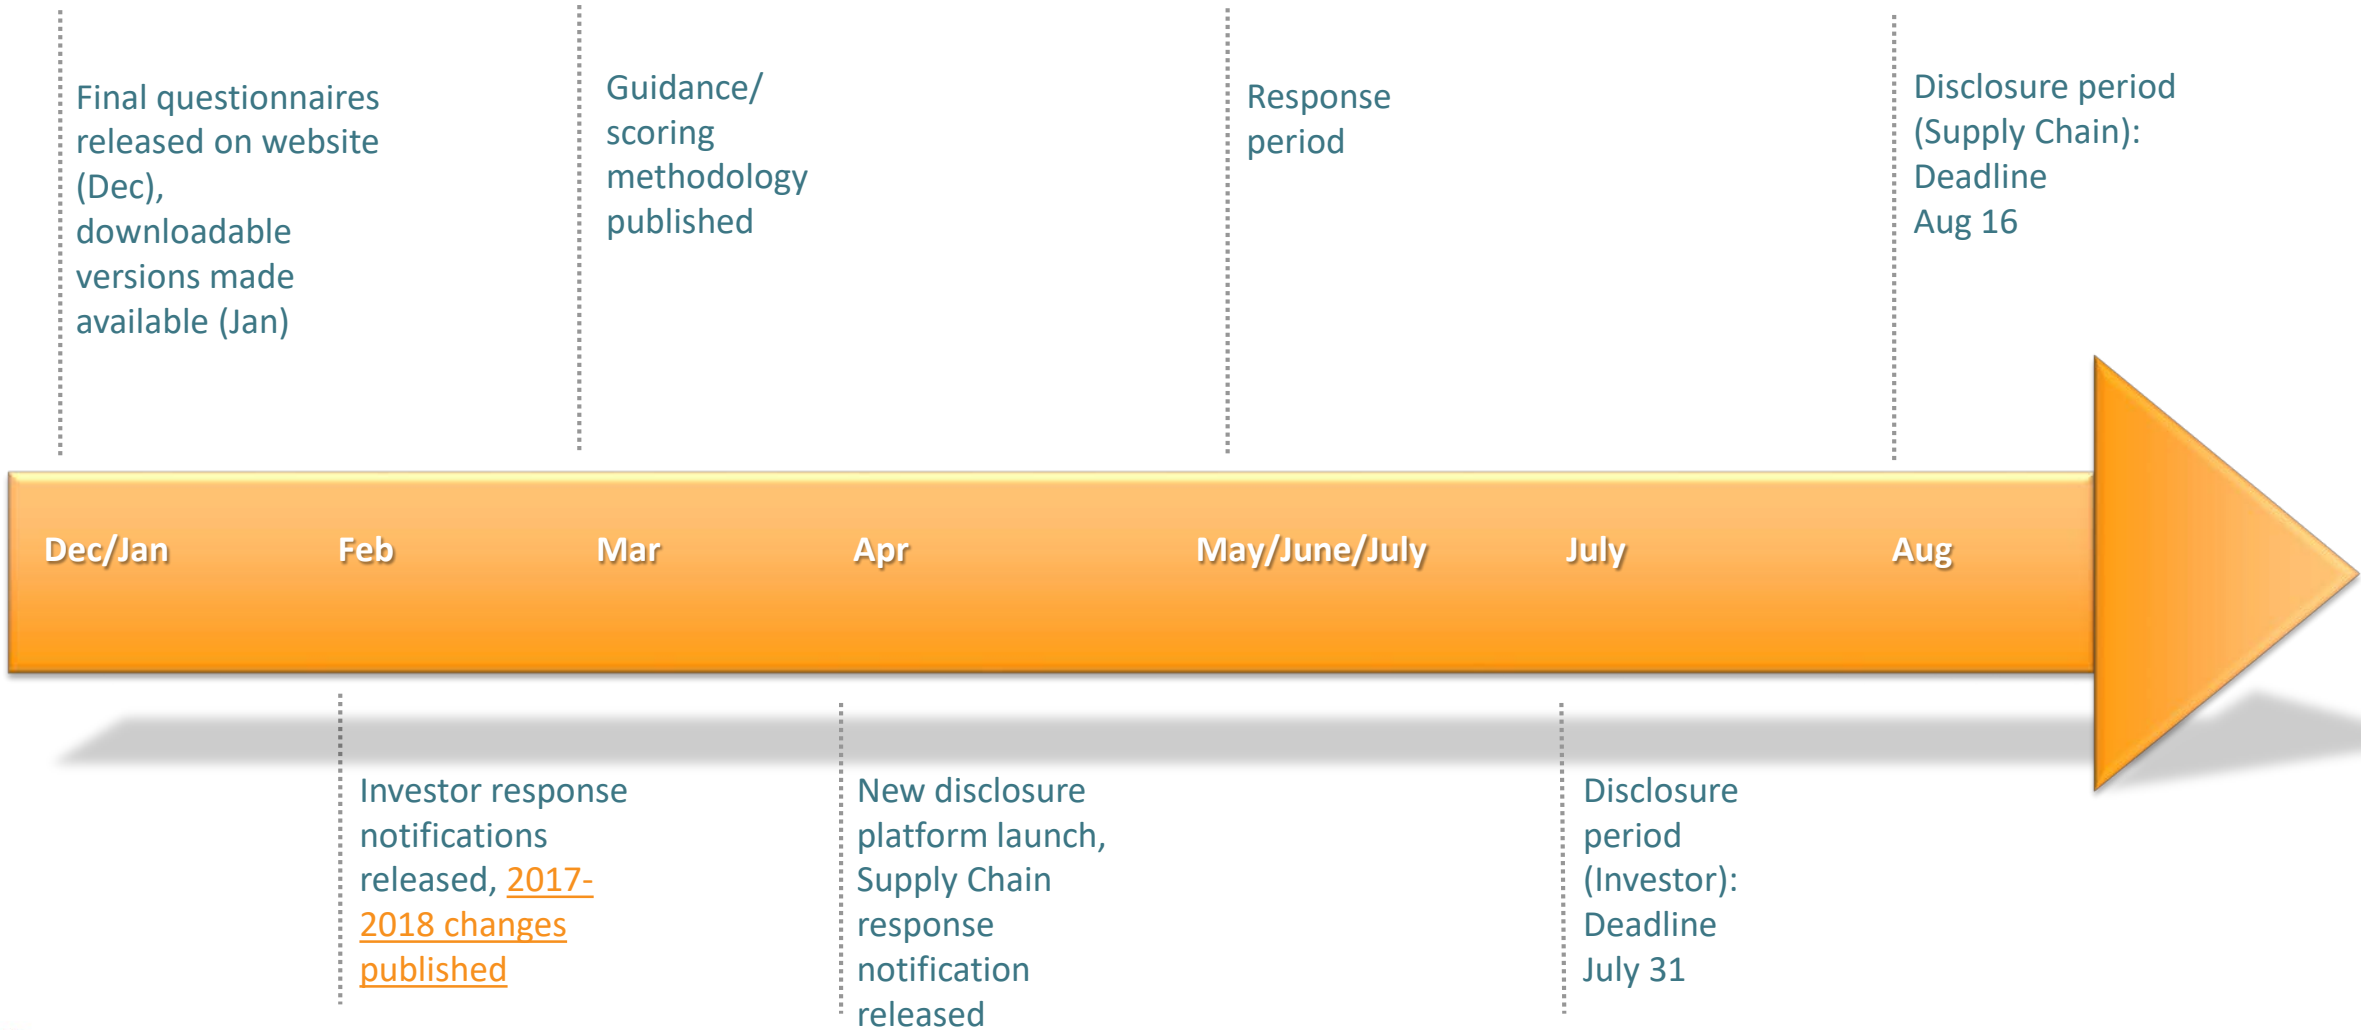 Final questionnaires
released on website
(Dec),
downloadable
versions made
available (Jan)
Guidance/
scoring
methodology
published
Response
period
Disclosure period
(Supply Chain):
Deadline
Aug 16
Dec/Jan
Feb
Mar
Apr
May/June/July
July
Aug
Investor response
notifications
released, 2017-
2018 changes
published
New disclosure
platform launch,
Supply Chain
response
notification
released
Disclosure
period
(Investor):
Deadline
July 31